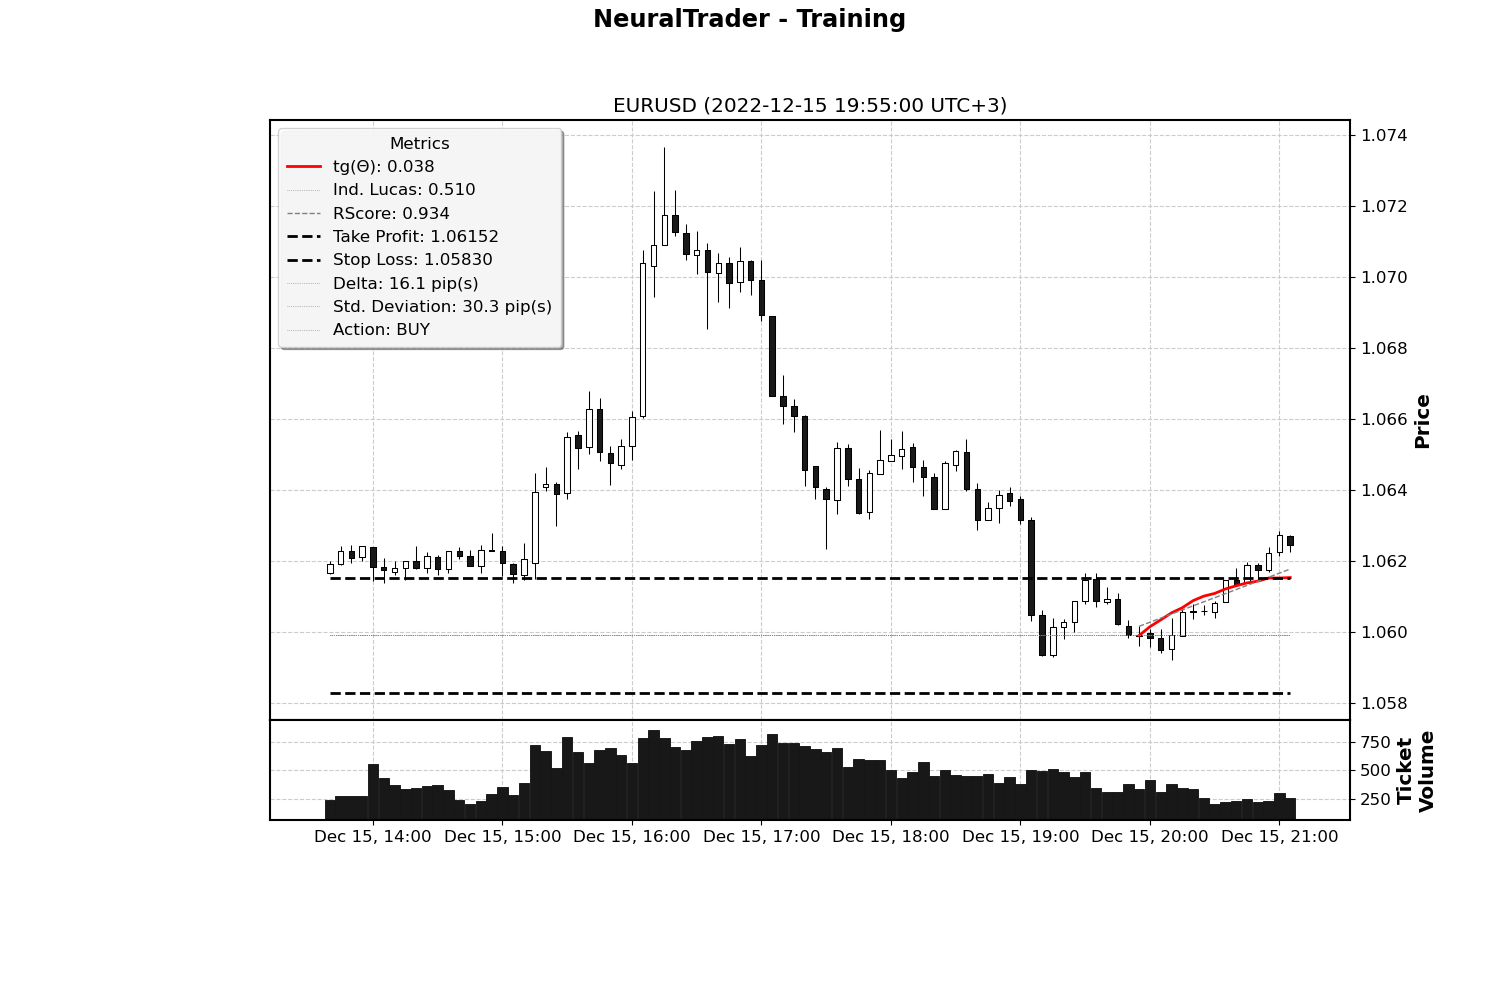 NeuralTrader - Training
EURUSD (2022-12-15 19:55:00 UTC+3)
Metrics
tg(Θ): 0.038
Ind. Lucas: 0.510
RScore: 0.934
Take Profit: 1.06152
Stop Loss: 1.05830
Delta: 16.1 pip(s)
Std. Deviation: 30.3 pip(s)
Action: BUY
1.074
1.072
1.070
1.068
1.066
1.064
1.062
1.060
1.058
Price
750
500
250
Ticket
Volume
Dec 15, 14:00 Dec 15, 15:00 Dec 15, 16:00 Dec 15, 17:00 Dec 15, 18:00 Dec 15, 19:00 Dec 15, 20:00 Dec 15, 21:00